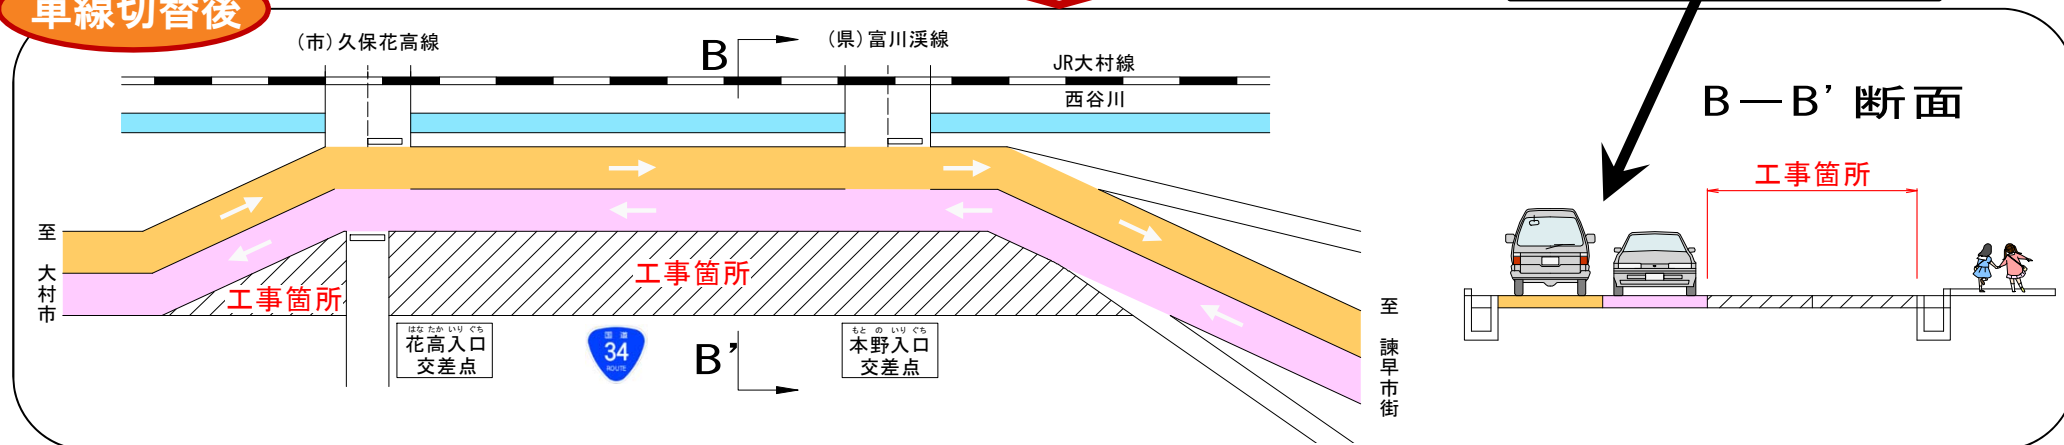 車線切替後
(市)久保花高線
B
(県)富川渓線
JR大村線
西谷川
B―B’断面
工事箇所
至 大村市
工事箇所
工事箇所
はなたかいりぐち
花高入口
交差点
国道
34
ROUTE
B’
もとのいりぐち
本野入口
交差点
至 諫早市街